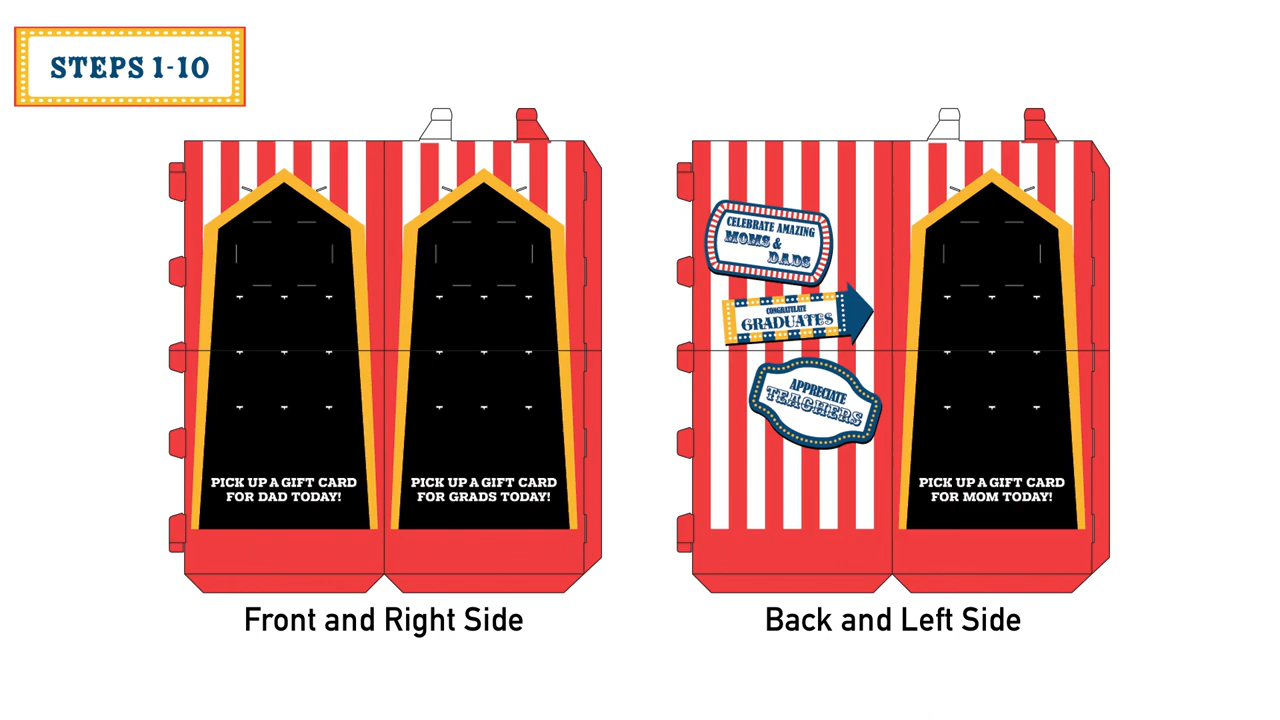 STEPS 1-10
CELEBRATE AMAZING
MOMS &
DADS
CONGRATULATE
GRADUATES
APPRECIATE
TEACHERS
PICK UP A GIFT CARD
FOR DAD TODAY!
PICK UP A GIFT CARD
FOR GRADS TODAY!
PICK UP A GIFT CARD
FOR MOM TODAY!
Front and Right Side
Back and Left Side